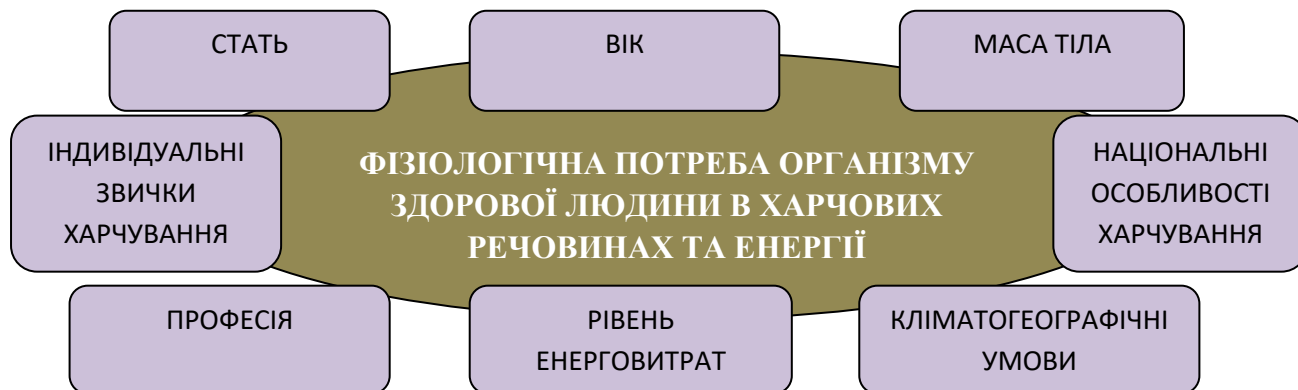 СТАТЬ
ВІК
МАСА ТІЛА
ІНДИВІДУАЛЬНІ
ЗВИЧКИ
ХАРЧУВАННЯ
ФІЗІОЛОГІЧНА ПОТРЕБА ОРГАНІЗМУ
ЗДОРОВОЇ ЛЮДИНИ В ХАРЧОВИХ
РЕЧОВИНАХ ТА ЕНЕРГІЇ
НАЦІОНАЛЬНІ
ОСОБЛИВОСТІ
ХАРЧУВАННЯ
ПРОФЕСІЯ
РІВЕНЬ
ЕНЕРГОВИТРАТ
КЛІМАТОГЕОГРАФІЧНІ
УМОВИ